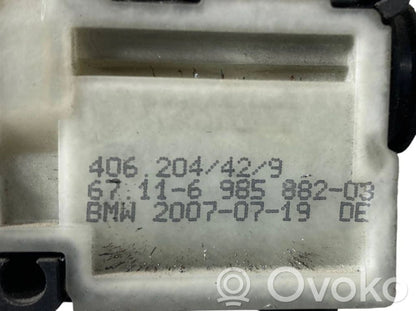 406 204/42/9
67.11-6 985 882-03
BMW 2007-07-19 DE
Ovoko